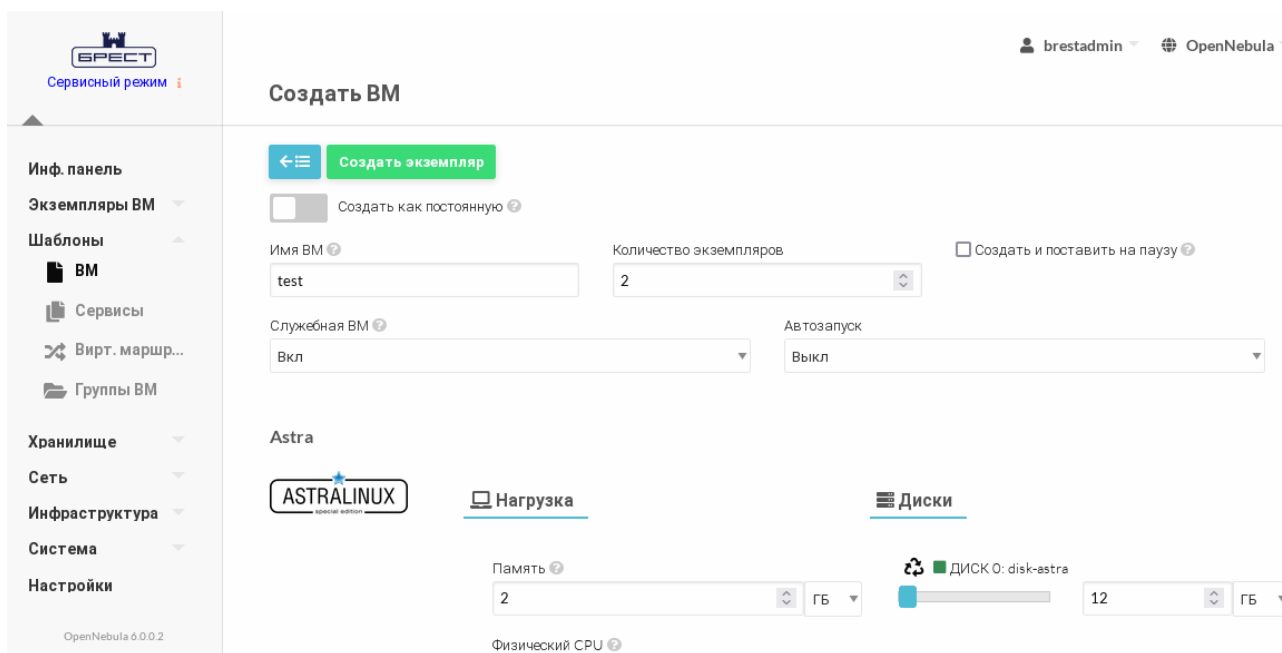 БРЕСТ
Сервисный режим i
brestadmin OpenNebula
Создать ВМ
Инф. панель
Экземпляры ВМ
Шаблоны
ВМ
Сервисы
Вирт. маршр...
Группы ВМ
Хранилище
Сеть
Инфраструктура
Система
Настройки
OpenNebula 6.0.0.2
Создать экземпляр
Создать как постоянную
Имя ВМ Количество экземпляров Создать и поставить на паузу
test 2
Служебная ВМ Автозапуск
Вкл Выкл
Astra
ASTRALINUX
special edition
Нагрузка Диски
Память ДИСК 0: disk-astra
2 ГБ 12 ГБ
Физический CPU